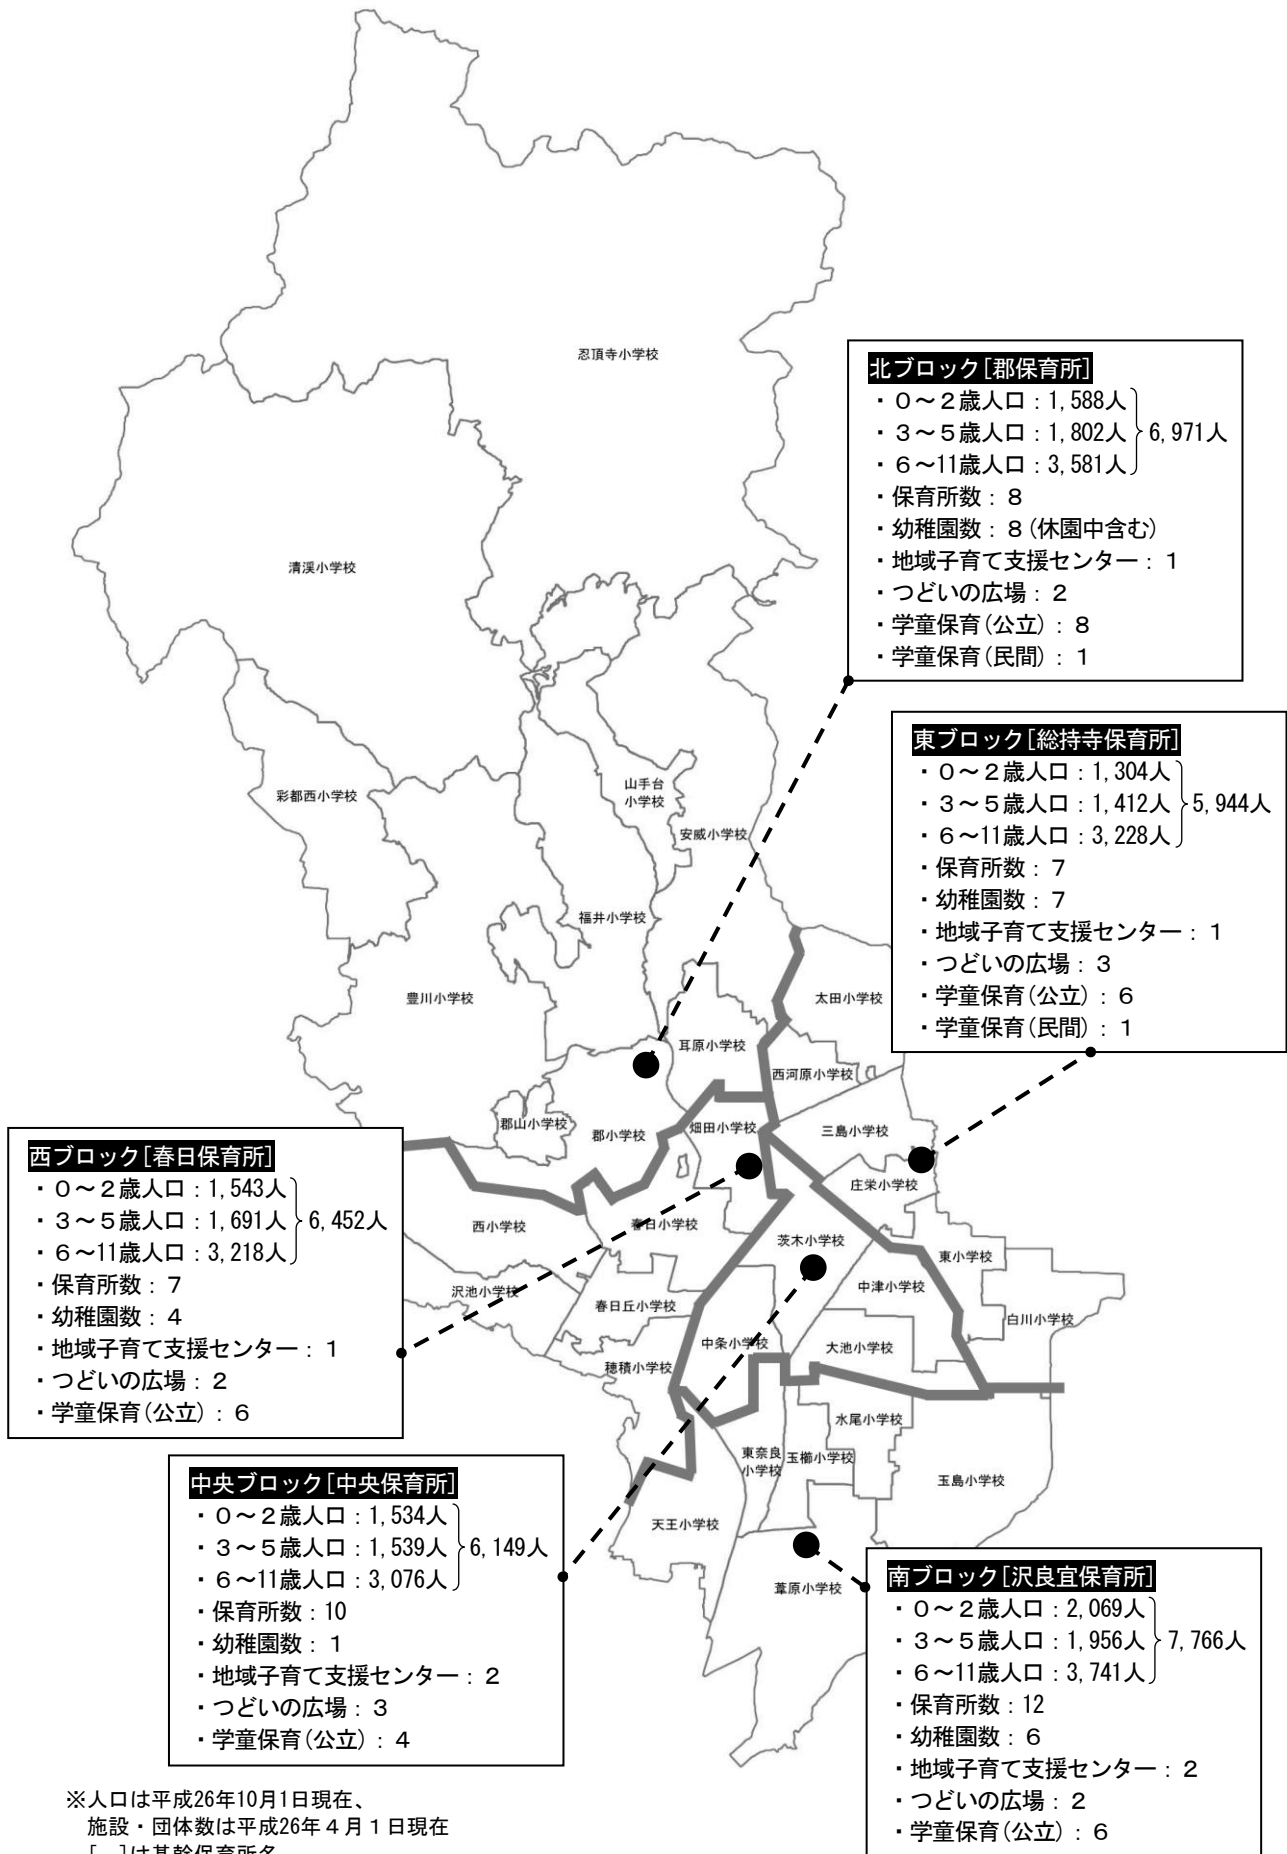 忍頂寺小学校
北ブロック[郡保育所]
・0～2歳人口：1,588人
・3～5歳人口：1,802人
6,971人
・6～11歳人口：3,581人
・保育所数：8
・幼稚園数：8(休園中含む)
・地域子育て支援センター：1
・つどいの広場：2
・学童保育(公立)：8
・学童保育(民間)：1
清渓小学校
東ブロック[総持寺保育所]
・0～2歳人口：1,304人
・3～5歳人口：1,412人
5,944人
・6～11歳人口：3,228人
・保育所数：7
・幼稚園数：7
・地域子育て支援センター：1
・つどいの広場：3
・学童保育(公立)：6
・学童保育(民間)：1
山手台
小学校
彩都西小学校
安威小学校
福井小学校
豊川小学校
太田小学校
耳原小学校
西河原小学校
郡山小学校
郡小学校
畑田小学校
三島小学校
庄栄小学校
西ブロック[春日保育所]
・0～2歳人口：1,543人
・3～5歳人口：1,691人
6,452人
・6～11歳人口：3,218人
・保育所数：7
・幼稚園数：4
・地域子育て支援センター：1
・つどいの広場：2
・学童保育(公立)：6
西小学校
春日小学校
茨木小学校
東小学校
沢池小学校
春日丘小学校
中津小学校
白川小学校
穂積小学校
中条小学校
大池小学校
水尾小学校
東奈良
小学校
玉櫛小学校
玉島小学校
天王小学校
葦原小学校
中央ブロック[中央保育所]
・0～2歳人口：1,534人
・3～5歳人口：1,539人
6,149人
・6～11歳人口：3,076人
・保育所数：10
・幼稚園数：1
・地域子育て支援センター：2
・つどいの広場：3
・学童保育(公立)：4
南ブロック[沢良宜保育所]
・0～2歳人口：2,069人
・3～5歳人口：1,956人
7,766人
・6～11歳人口：3,741人
・保育所数：12
・幼稚園数：6
・地域子育て支援センター：2
・つどいの広場：2
・学童保育(公立)：6
※人口は平成26年10月1日現在、
施設・団体数は平成26年4月1日現在
[　]は基幹保育所名